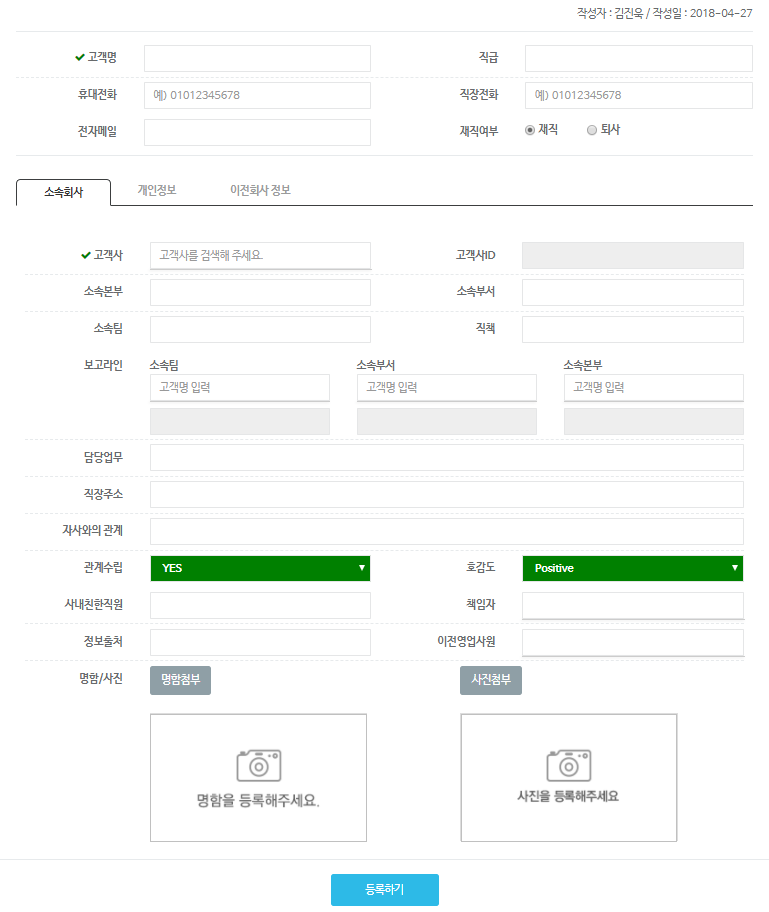 작성자 : 김진욱 / 작성일 : 2018-04-27
고객명 직급
휴대전화 예) 01012345678 직장전화 예) 01012345678
전자메일 재직여부 재직 퇴사
소속회사 개인정보 이전회사 정보
고객사 고객사를 검색해 주세요. 고객사ID
소속본부 소속부서
소속팀 직책
보고라인 소속팀 소속부서 소속본부
고객명 입력 고객명 입력 고객명 입력
담당업무
직장주소
자사와의 관계
관계수립 YES 호감도 Positive
사내친한직원 책임자
정보출처 이전영업사원
명함/사진 명함첨부 사진첨부
명함을 등록해주세요. 사진을 등록해주세요
등록하기